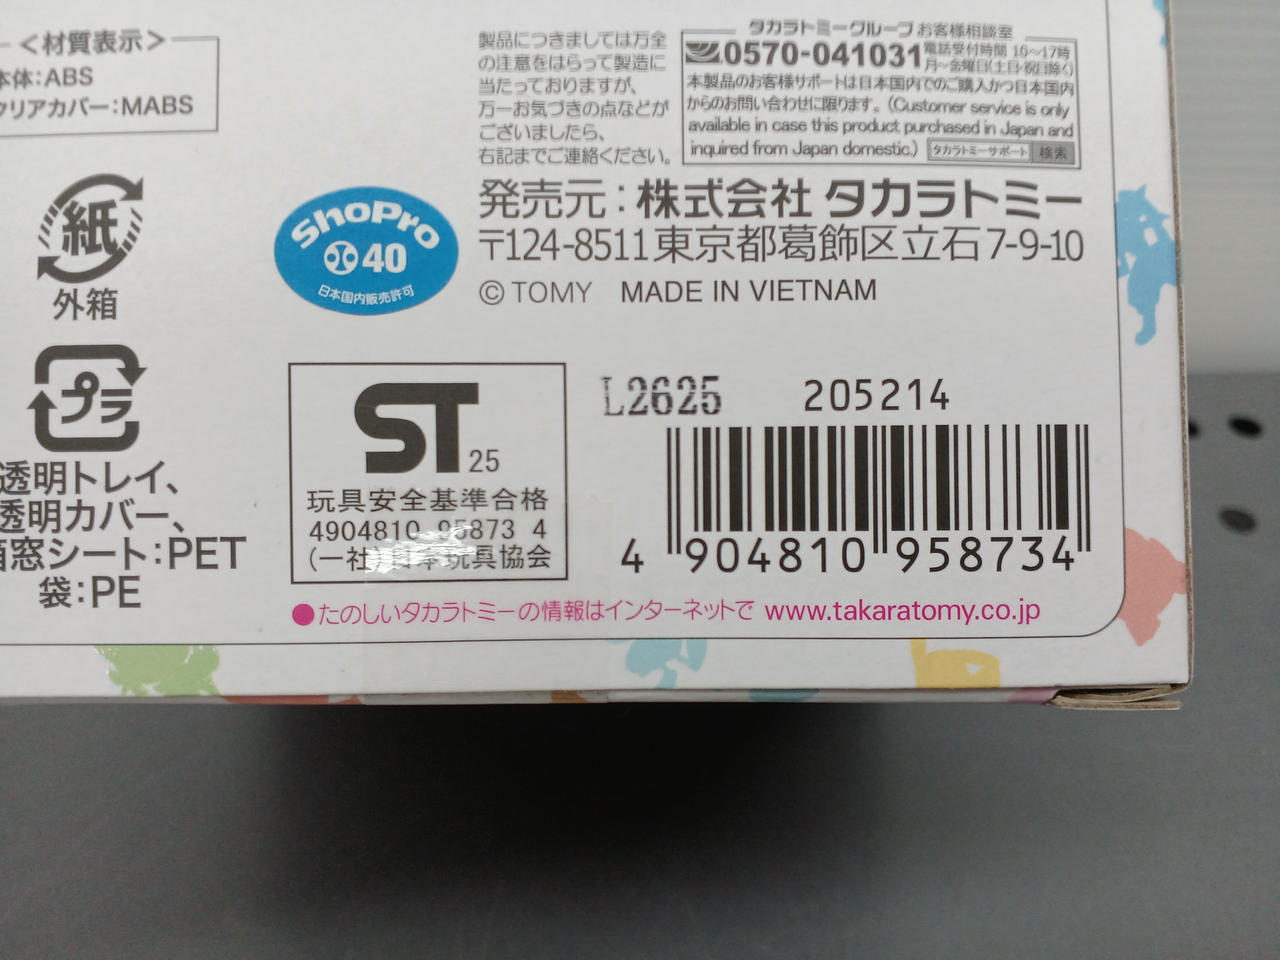 <材質表示>
本体:ABS
クリアカバー:MABS
紙
外箱
プラ
透明トレイ、
透明カバー、
箱窓シート:PET
袋:PE
ShoPro
40
日本国内販売許可
製品につきましては万全
の注意をはらって製造に
当たっておりますが、
万一お気づきの点などが
ございましたら、
右記までご連絡ください。
タカラトミーグループ お客様相談室
0570-041031 電話受付時間 10〜17時
月〜金曜日(土日・祝日除く)
本製品のお客様サポートは日本国内でのご購入かつ日本国内
からのお問い合わせに限ります。(Customer service is only
available in case this product purchased in Japan and
inquired from Japan domestic.) タカラトミーサポート 検索
発売元:株式会社 タカラトミー
〒124-8511東京都葛飾区立石7-9-10
© TOMY MADE IN VIETNAM
ST 25
玩具安全基準合格
4904810 95873 4
(一社)日本玩具協会
L2625 205214
4 904810 958734
●たのしいタカラトミーの情報はインターネットで www.takaratomy.co.jp